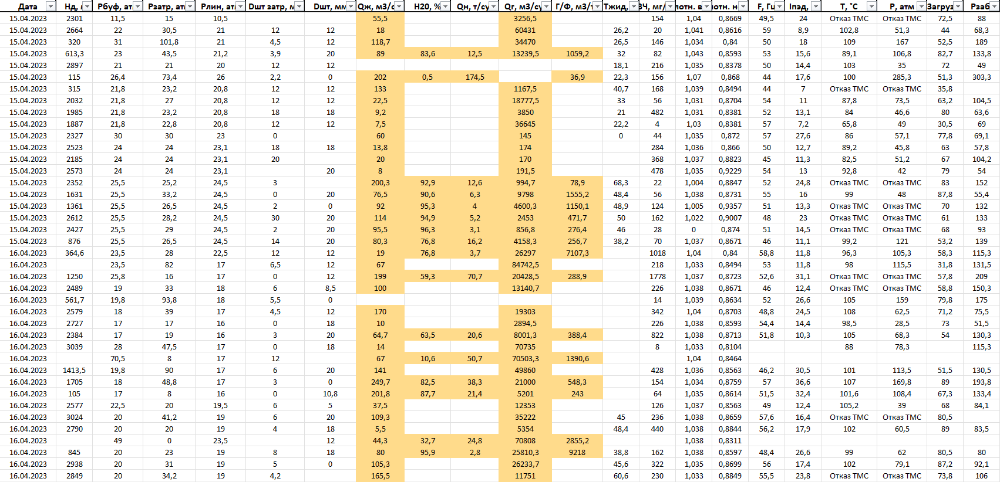 Дата Нд, Рбуф, ат Рзатр, ат Рлин, ат Dшт затр, м Dшт, мм Qж, м3/с H20, % Qн, т/су Qг, м3/су Г/Ф, м3/т Тжид, ЗЧ, мг/ лотн. в лотн. н F, Гц Iпэд, T, ˚C P, атм Загруз Рзаб
15.04.2023 2301 11,5 15 10,5 55,5 3256,5 154 1,04 0,8669 49,5 24 Отказ ТМС Отказ ТМС 72,5 88
15.04.2023 2664 22 30,5 21 12 12 18 60431 26,2 20 1,041 0,8616 59 8,9 102,8 51,3 44 68,3
15.04.2023 320 31 101,8 21 4,5 12 118,7 34470 26,5 146 1,034 0,84 50 18 109 167 52,5 189
15.04.2023 613,3 23 43,5 21,2 3,9 20 89 83,6 12,5 13239,5 1059,2 32 82 1,043 0,8593 53 15,6 89,1 106,8 82,7 133,8
15.04.2023 2897 21 21 20 12 12 18,1 216 1,035 0,8378 50 14,4 103 35 72 49
15.04.2023 115 26,4 73,4 26 2,2 0 202 0,5 174,5 36,9 22,3 156 1,07 0,868 44 17,6 100 285,3 51,3 303,3
15.04.2023 315 21,8 23,2 20,8 12 12 133 1167,5 40,7 168 1,039 0,8494 44 7 Отказ ТМС Отказ ТМС 35,8
15.04.2023 2032 21,8 27 20,8 12 12 22,5 18777,5 33 56 1,031 0,8704 54 11 87,8 73,5 63,2 104,5
15.04.2023 1985 21,8 23,2 20,8 18 18 9,2 3850 21 482 1,031 0,8381 52 13,1 84 46,6 80 63,6
15.04.2023 1887 21,8 22,8 20,8 12 12 7,5 36645 22,2 4 1,03 0,8381 57 7,2 65,8 49 30,5 69
15.04.2023 2327 30 30 23 0 60 145 0 44 1,035 0,872 57 27,6 86 57,1 77,8 69,1
15.04.2023 2523 24 24 23,1 18 18 13,8 174 284 1,036 0,866 50 12,7 89,2 45,8 63 57,8
15.04.2023 2185 24 24 23,1 20 20 170 368 1,037 0,8823 45 11,3 82,5 51,2 67 104,2
15.04.2023 2573 24 24 23,1 20 8 191,5 478 1,035 0,9229 54 13 92,8 42 79 54
15.04.2023 2352 25,5 25,2 24,5 3 200,3 92,9 12,6 994,7 78,9 68,3 22 1,004 0,8847 52 24,8 Отказ ТМС Отказ ТМС 83 152
15.04.2023 1631 25,5 33,2 24,5 0 20 76,5 90,6 6,3 9798 1555,2 48,4 56 1,038 0,8731 55 16 99 48 87,8 55,4
15.04.2023 1361 25,5 26,5 24,5 2 0 92 95,3 4 4600,3 1150,1 48,9 124 1,005 0,9357 51 13,3 Отказ ТМС Отказ ТМС 70 132
15.04.2023 2612 25,5 28,2 24,5 30 20 114 94,9 5,2 2453 471,7 50 162 1,022 0,9007 48 23 Отказ ТМС Отказ ТМС 61 133
15.04.2023 2427 25,5 29 24,5 2 20 95,5 96,3 3,1 856,8 276,4 46 28 0 0,874 51 14,5 Отказ ТМС Отказ ТМС 68 93
15.04.2023 876 25,5 26,5 24,5 14 20 80,3 76,8 16,2 4158,3 256,7 38,2 70 1,037 0,8671 46 11,1 99,2 121 53,2 139
16.04.2023 364,6 23,5 28 22,5 12 12 19 76,8 3,7 26297 7107,3 1018 1,04 0,84 58,8 11,8 96,3 105,3 58,3 115,3
16.04.2023 23,5 82 17 6,5 12 67 84742,5 218 1,033 0,8494 53 11,8 98 115,5 31,8 131,5
16.04.2023 1250 25,8 16 17 0 12 199 59,3 70,7 20428,5 288,9 1778 1,037 0,8723 52,6 31,1 Отказ ТМС Отказ ТМС 57,8 209
16.04.2023 2489 19 33 18 6 8,5 100 13140,7 226 1,038 0,8671 46 12,4 Отказ ТМС Отказ ТМС 58,8 150,3
16.04.2023 561,7 19,8 93,8 18 5,5 0 14 1,039 0,8634 52 26,6 105 159 79,8 175
16.04.2023 2579 18 39 17 4,5 12 170 19303 342 1,04 0,8703 48,8 24,5 108 62,5 71,2 75,5
16.04.2023 2727 17 17 16 0 18 10 2894,5 226 1,038 0,8593 54,4 14,4 98,5 28,5 73 51,5
16.04.2023 2384 17 19 16 3 20 64,7 63,5 20,6 8001,3 388,4 822 1,038 0,8713 51,8 10,3 105 68,3 54 130,3
16.04.2023 3039 28 47,5 17 0 18 14 70735 8 1,033 0,8104 88 78,3 115,3
16.04.2023 70,5 8 17 12 67 10,6 50,7 70503,3 1390,6 1,04 0,8464
16.04.2023 1413,5 19,8 90 17 6 20 141 49860 428 1,036 0,8563 46,2 30,5 101 113,5 51,5 130,5
16.04.2023 1705 18 48,8 17 3 0 249,7 82,5 38,3 21000 548,3 154 1,034 0,8759 57 36,6 107 169,8 89 193,8
16.04.2023 105 17 8 16 0 10,8 201,8 87,7 21,4 5201 243 64 1,035 0,8614 51,5 32,4 101,6 108,4 67,3 133,4
16.04.2023 2577 22,5 20 19,5 6 5 37,5 12353 126 1,037 0,8563 49 12,4 105,2 39 68 84,1
16.04.2023 3024 20 41,2 19 6 20 109,3 35222 45 236 1,038 0,8659 57,6 16,4 Отказ ТМС Отказ ТМС 80,5
16.04.2023 2790 20 20 19 4 18 5,5 5354 48,4 440 1,038 0,8844 56,2 17,9 102 60,5 89 83,5
16.04.2023 49 0 23,5 12 44,3 32,7 24,8 70808 2855,2 1,038 0,8311
16.04.2023 845 20 23 19 8 18 80 95,9 2,8 25810,3 9218 38,8 162 1,038 0,8597 48,4 26,6 99 62 80,5 80
16.04.2023 2938 20 31 19 5 0 105,3 26233,7 45,6 322 1,035 0,8699 56 17,4 102 79,1 87,2 92,1
16.04.2023 2849 20 34,2 19 4,2 165,5 11751 60,6 230 1,033 0,8849 55,5 23,8 Отказ ТМС Отказ ТМС 73,8 106